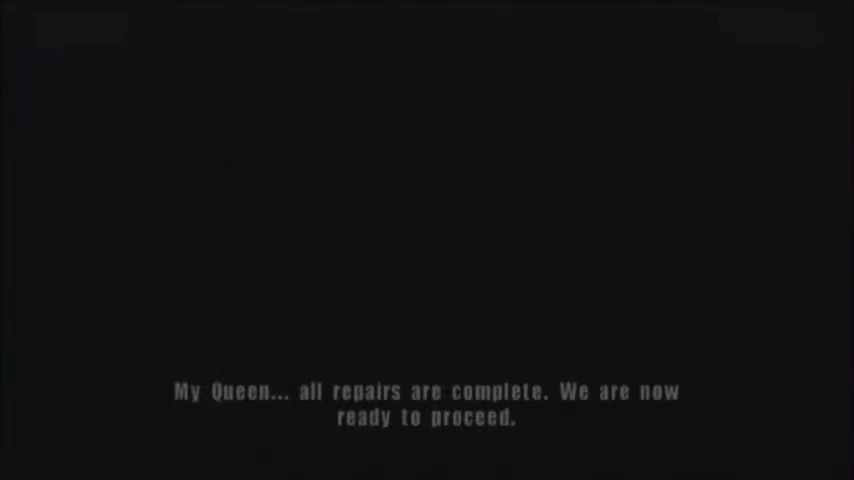 My Queen... all repairs are complete. We are now
ready to proceed.